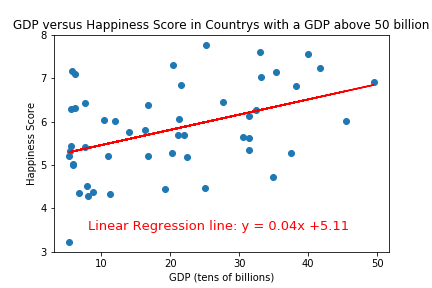 GDP versus Happiness Score in Countrys with a GDP above 50 billion
8
7
6
5
4
3
Happiness Score
Linear Regression line: y = 0.04x +5.11
10 20 30 40 50
GDP (tens of billions)